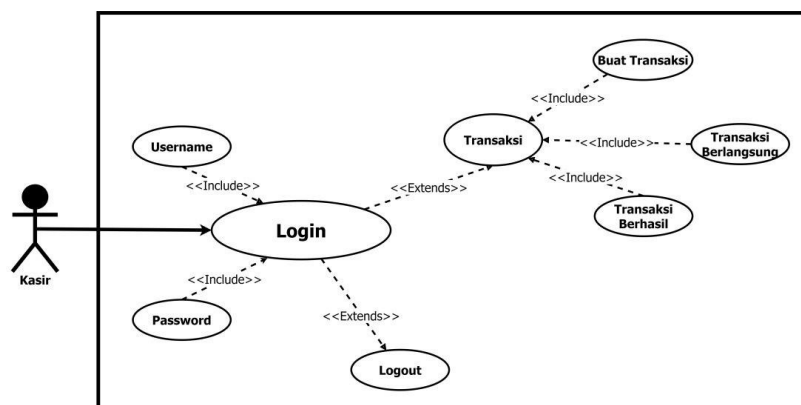 Buat Transaksi
<<Include>>
Transaksi
<<Include>>
Transaksi
Berlangsung
Username
<<Include>>
<<Extends>>
<<Include>>
Transaksi
Berhasil
Login
Kasir
<<Include>>
Password
<<Extends>>
Logout